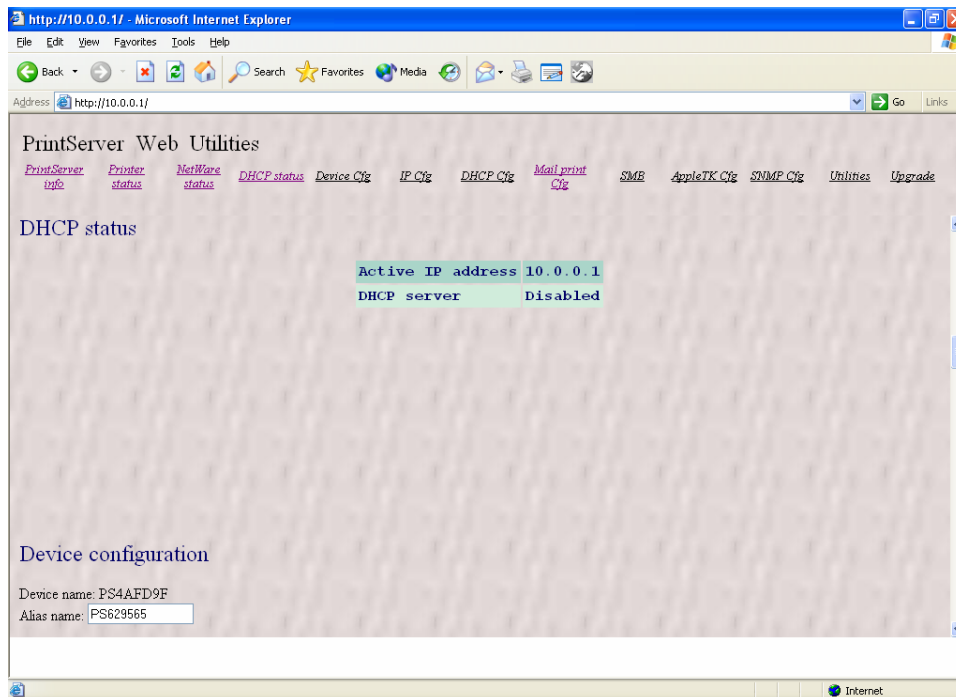 http://10.0.0.1/ - Microsoft Internet Explorer
File Edit View Favorites Tools Help
Back Search Favorites Media
Address http://10.0.0.1/ Go Links
PrintServer Web Utilities
PrintServer info Printer status NetWare status DHCP status Device Cfg IP Cfg DHCP Cfg Mail print Cfg SMB AppleTK Cfg SNMP Cfg Utilities Upgrade
DHCP status
Active IP address 10.0.0.1
DHCP server Disabled
Device configuration
Device name: PS4AFD9F
Alias name: PS629565
Internet